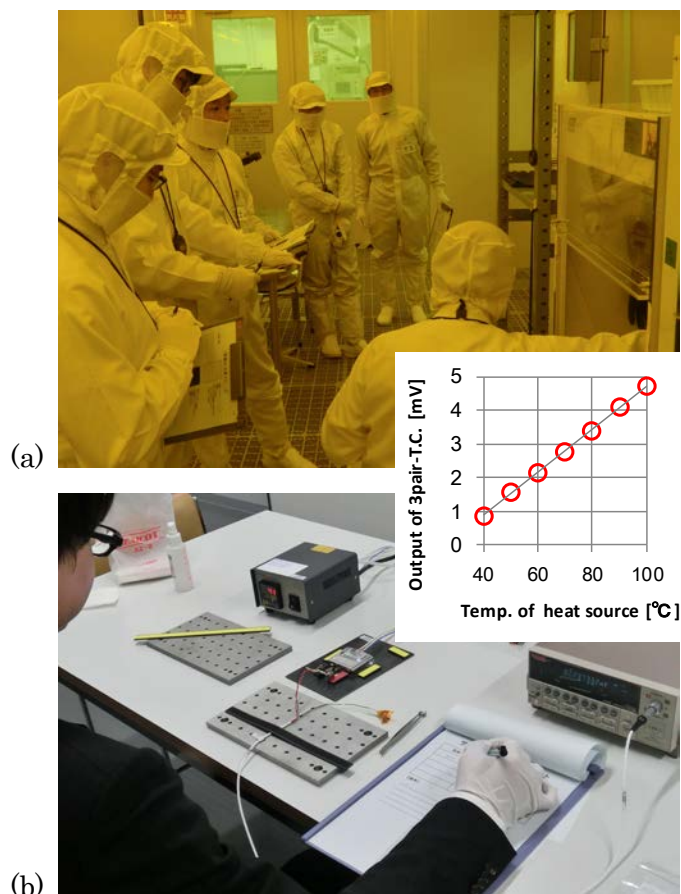 (a)
Output of 3pair-T.C. [mV]
5
4
3
2
1
0
40
60
80
100
Temp. of heat source [℃]
(b)